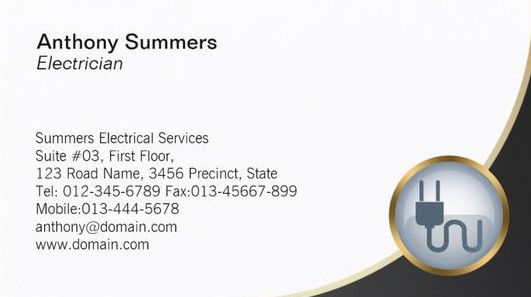 Anthony Summers
Electrician
Summers Electrical Services
Suite #03, First Floor,
123 Road Name, 3456 Precinct, State
Tel: 012-345-6789 Fax:013-45667-899
Mobile:013-444-5678
anthony@domain.com
www.domain.com